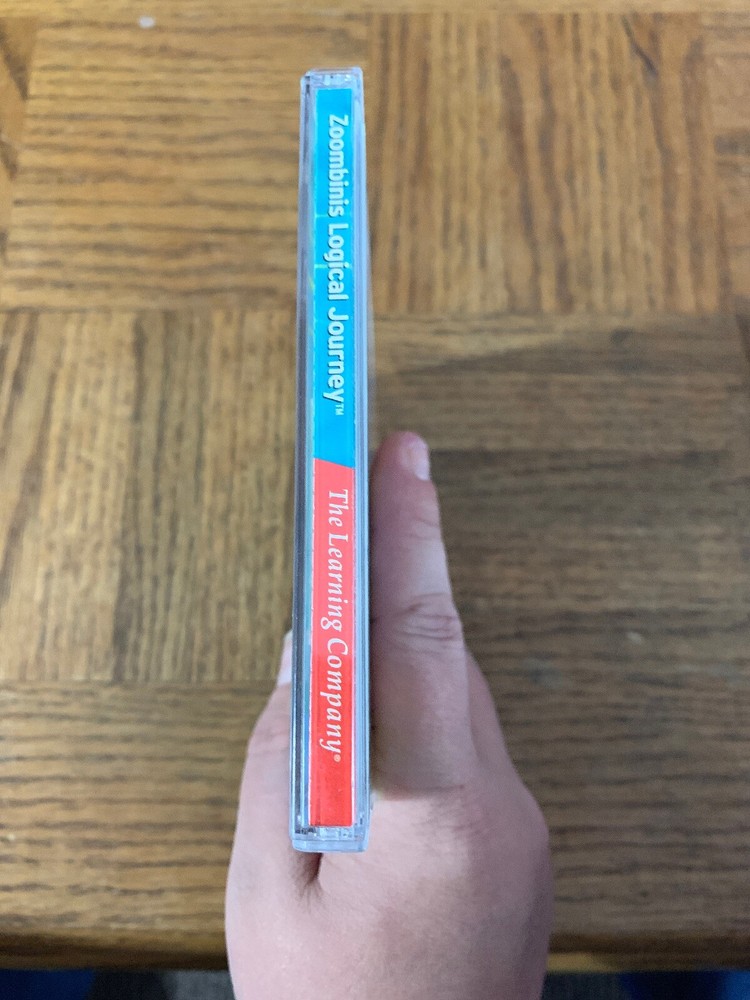 Zoombinis Logical Journey™
The Learning Company®